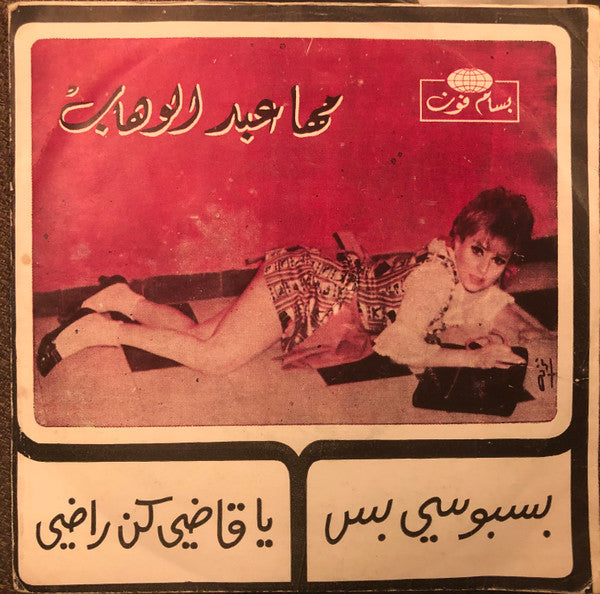 مها عبد الوهاب
بسام فون
بسبوسي بس
يا قاضي كن راضي